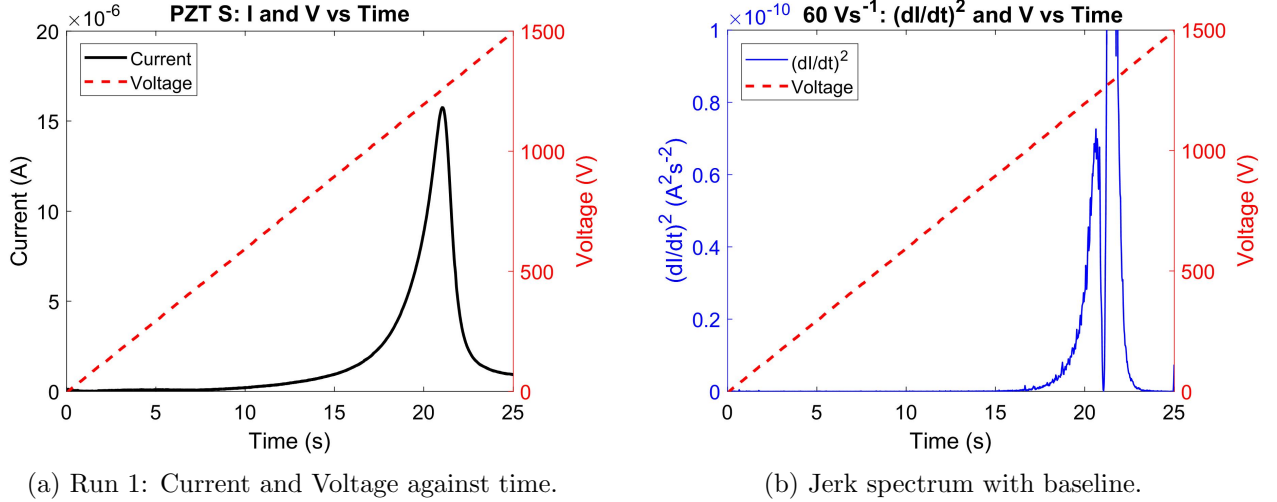 PZT S: I and V vs Time
×10⁻⁶
Current
Voltage
20
15
10
5
0
Current (A)
1500
1000
500
0
Voltage (V)
0 5 10 15 20 25
Time (s)
(a) Run 1: Current and Voltage against time.
60 Vs⁻¹: (dI/dt)² and V vs Time
×10⁻¹⁰
(dI/dt)²
Voltage
1
0.8
0.6
0.4
0.2
0
(dI/dt)² (A²s⁻²)
1500
1000
500
0
Voltage (V)
0 5 10 15 20 25
Time (s)
(b) Jerk spectrum with baseline.